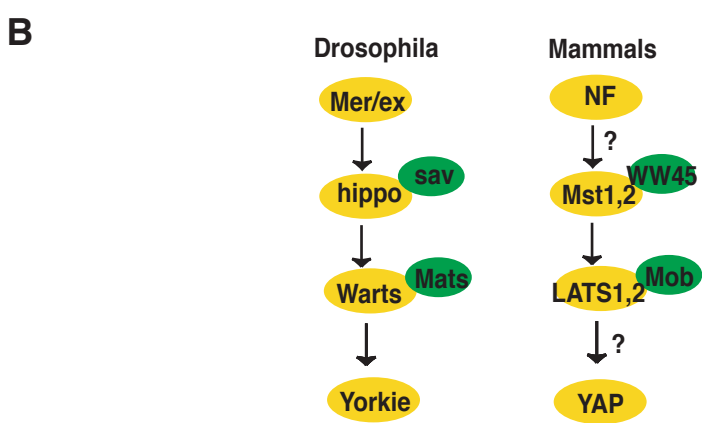 B
Drosophila
Mammals
Mer/ex
NF
?
sav
hippo
WW45
Mst1,2
Mats
Warts
Mob
LATS1,2
?
Yorkie
YAP